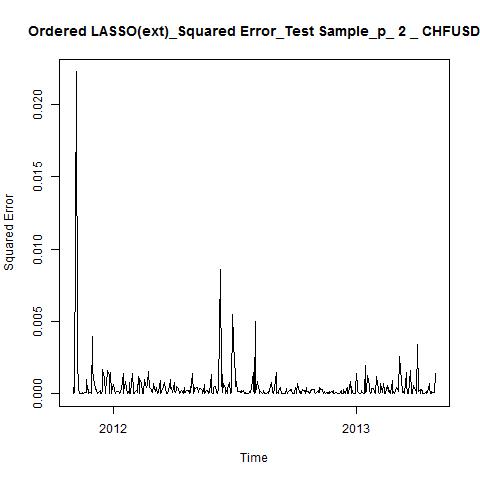 Ordered LASSO(ext)_Squared Error_Test Sample_p_ 2 _ CHFUSD
Squared Error
0.020
0.015
0.010
0.005
0.000
2012 2013
Time